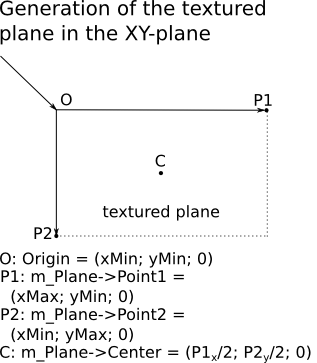 Generation of the textured
plane in the XY-plane
O
P1
C
textured plane
P2
O: Origin = (xMin; yMin; 0)
P1: m_Plane->Point1 =
(xMax; yMin; 0)
P2: m_Plane->Point2 =
(xMin; yMax; 0)
C: m_Plane->Center = (P1x/2; P2y/2; 0)